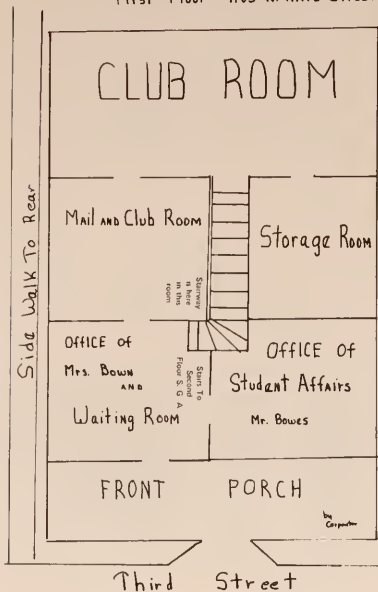 CLUB ROOM
Side Walk To Rear
Mail AND Club Room
Storage Room
Stairway
is here
in this
room
OFFICE OF
Mrs. Bown
AND
Waiting Room
Stairs To
Second
Floor S. G. A
OFFICE OF
Student Affairs
Mr. Bowes
FRONT PORCH
by
Carpenter
Third Street